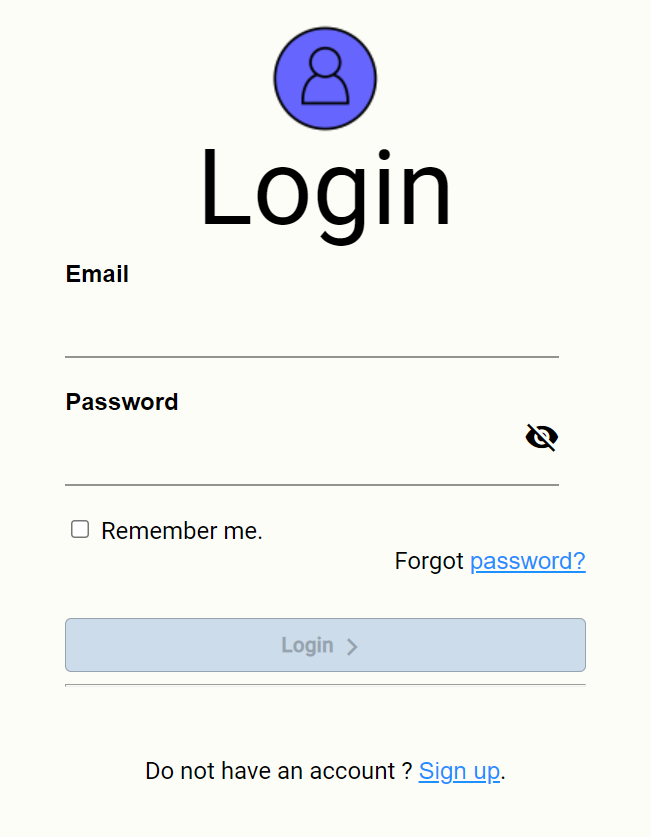 Login
Email
Password
Remember me.
Forgot password?
Login
Do not have an account ? Sign up.